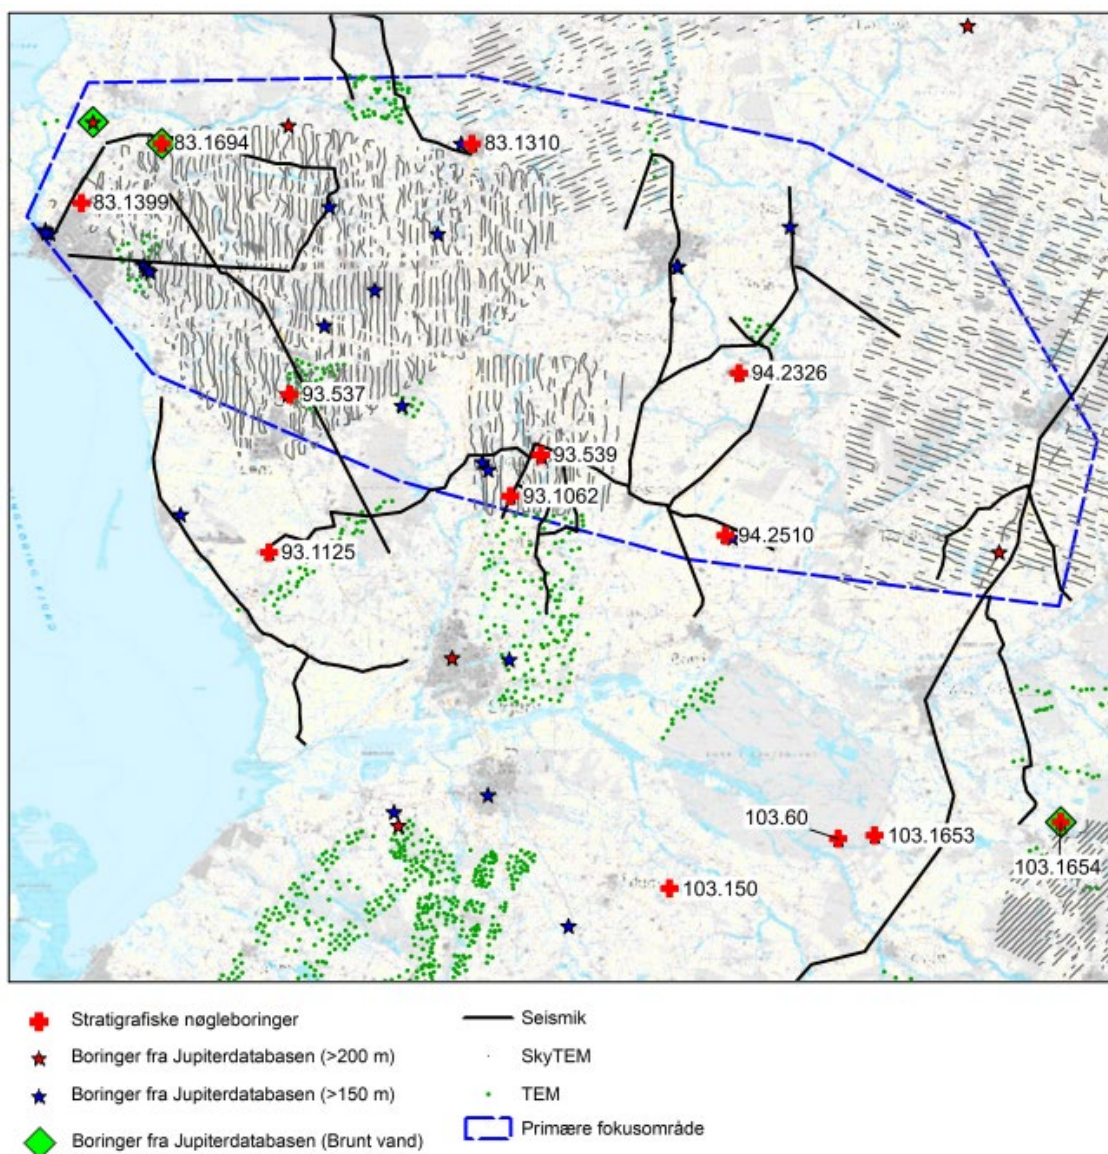 83.1694
83.1310
83.1399
94.2326
93.537
93.539
93.1062
94.2510
93.1125
103.60
103.1653
103.1654
103.150
Stratigrafiske nøgleboringer
Boringer fra Jupiterdatabasen (>200 m)
Boringer fra Jupiterdatabasen (>150 m)
Boringer fra Jupiterdatabasen (Brunt vand)
Seismik
SkyTEM
TEM
Primære fokusområde